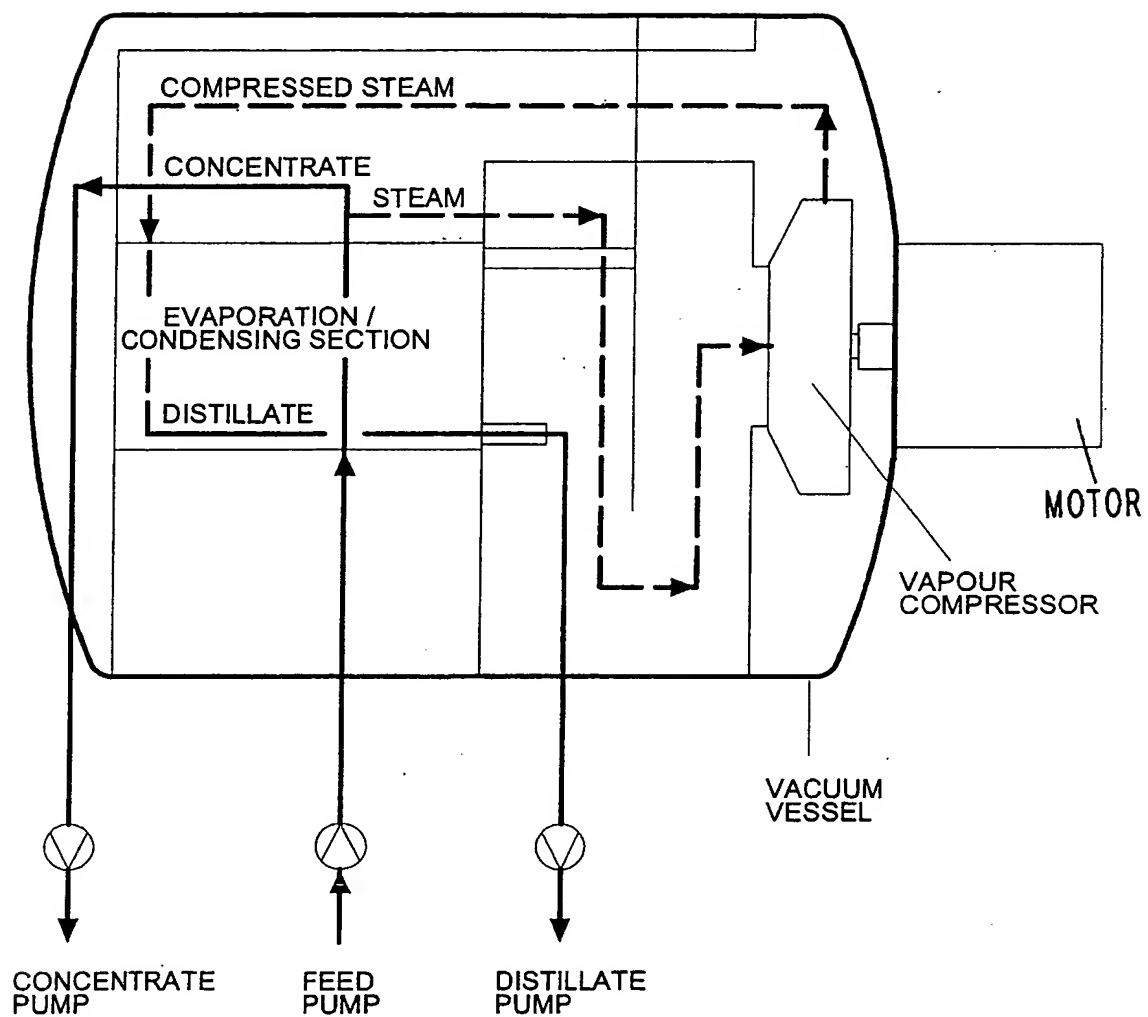 COMPRESSED STEAM
CONCENTRATE
STEAM
EVAPORATION /
CONDENSING SECTION
DISTILLATE
MOTOR
VAPOUR
COMPRESSOR
VACUUM
VESSEL
CONCENTRATE
PUMP
FEED
PUMP
DISTILLATE
PUMP